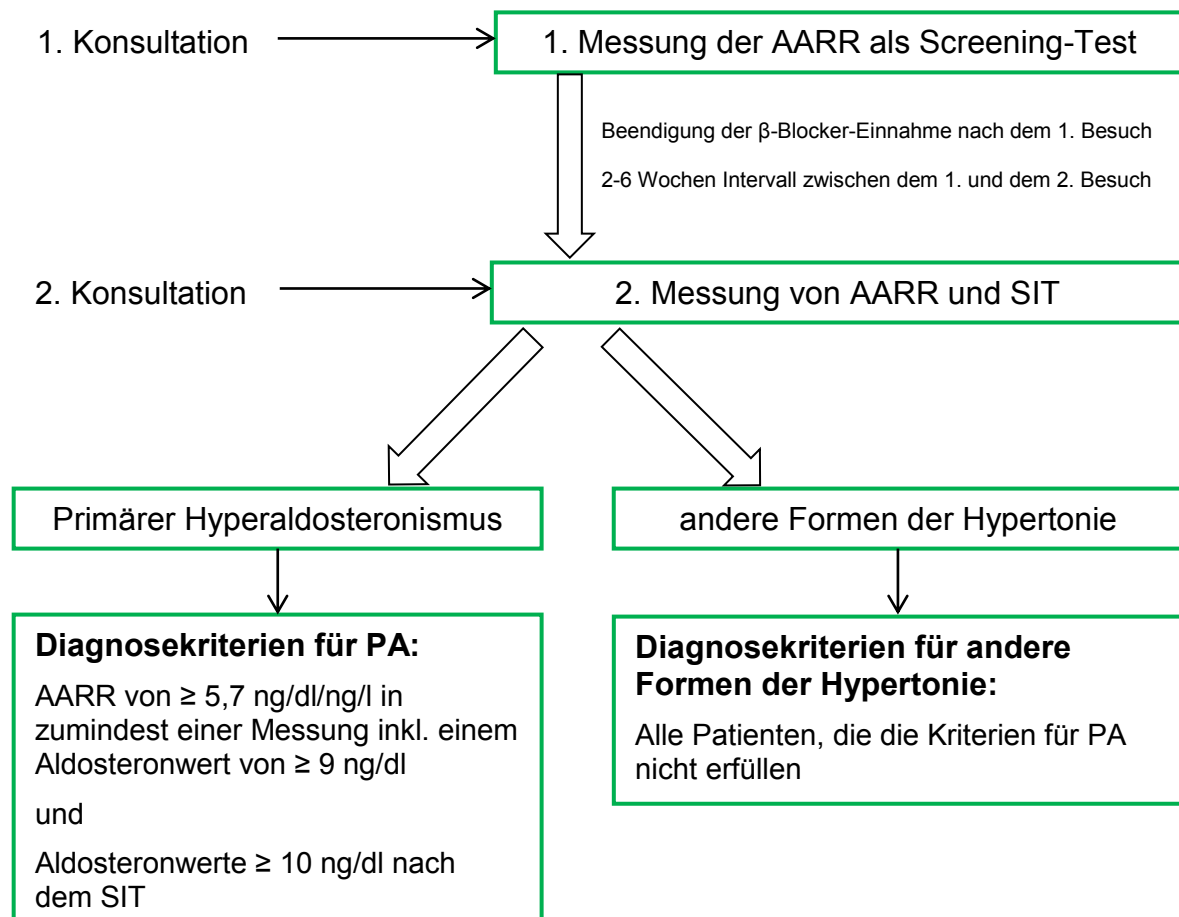 1. Konsultation
1. Messung der AARR als Screening-Test
Beendigung der β-Blocker-Einnahme nach dem 1. Besuch
2-6 Wochen Intervall zwischen dem 1. und dem 2. Besuch
2. Konsultation
2. Messung von AARR und SIT
Primärer Hyperaldosteronismus
andere Formen der Hypertonie
Diagnosekriterien für PA:
AARR von ≥ 5,7 ng/dl/ng/l in
zumindest einer Messung inkl. einem
Aldosteronwert von ≥ 9 ng/dl
und
Aldosteronwerte ≥ 10 ng/dl nach
dem SIT
Diagnosekriterien für andere
Formen der Hypertonie:
Alle Patienten, die die Kriterien für PA
nicht erfüllen